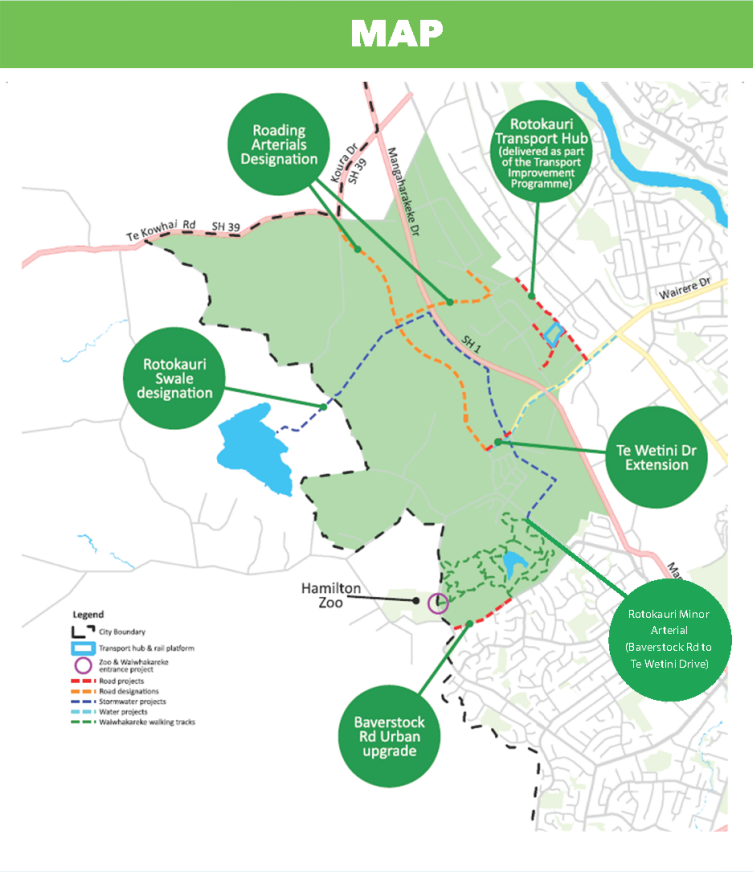 MAP
Roading
Arterials
Designation
Rotokauri
Transport Hub
(delivered as part
of the Transport
Improvement
Programme)
Koura Dr
SH 39
Mangaharakeke Dr
Te Kowhai Rd SH 39
Wairere Dr
SH 1
Rotokauri
Swale
designation
Te Wetini Dr
Extension
Hamilton
Zoo
Rotokauri Minor
Arterial
(Baverstock Rd to
Te Wetini Drive)
Baverstock
Rd Urban
upgrade
Legend
City Boundary
Transport hub & rail platform
Zoo & Waiwhakareke
entrance project
Road projects
Road designations
Stormwater projects
Water projects
Waiwhakareke walking tracks